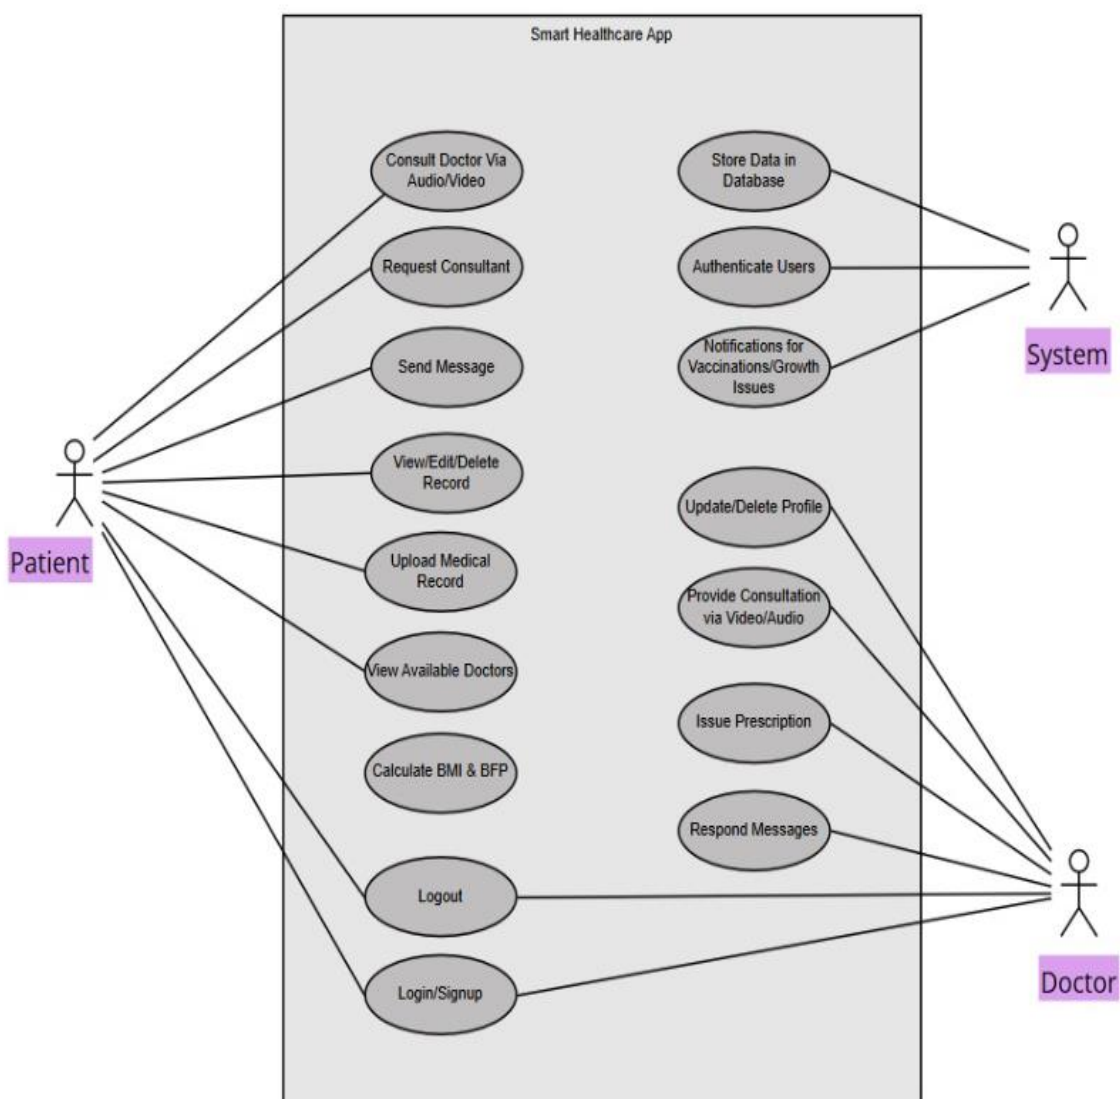 Smart Healthcare App
Consult Doctor Via
Audio/Video
Request Consultant
Send Message
View/Edit/Delete
Record
Upload Medical
Record
View Available Doctors
Calculate BMI & BFP
Logout
Login/Signup
Store Data in
Database
Authenticate Users
Notifications for
Vaccinations/Growth
Issues
Update/Delete Profile
Provide Consultation
via Video/Audio
Issue Prescription
Respond Messages
Patient
System
Doctor